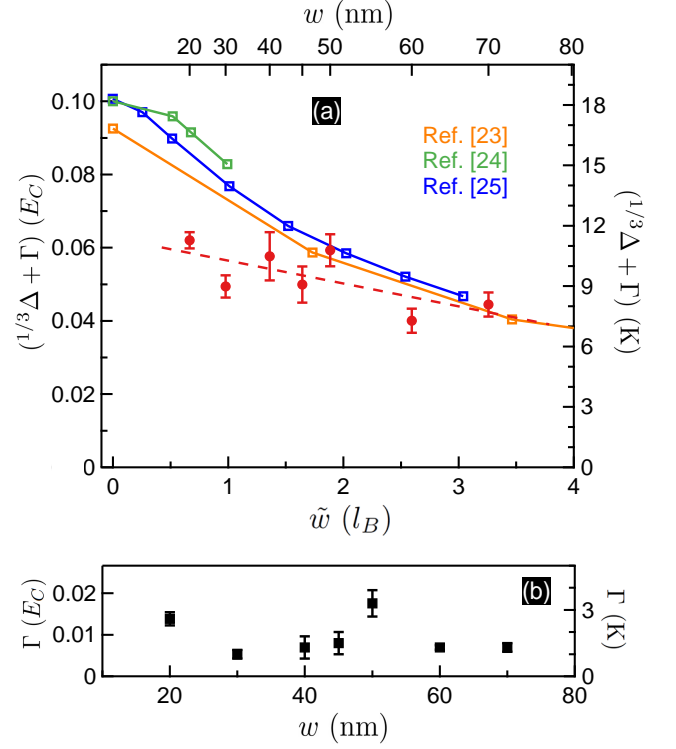 w (nm)
20 30 40 50 60 70 80
(a)
Ref. [23]
Ref. [24]
Ref. [25]
0.10
0.08
0.06
0.04
0.02
0
(¹/³Δ + Γ) (E_C)
18
15
12
9
6
3
0
(¹/³Δ + Γ) (K)
0 1 2 3 4
w̃ (l_B)
(b)
0.02
0.01
0
Γ (E_C)
3
0
Γ (K)
20 40 60 80
w (nm)